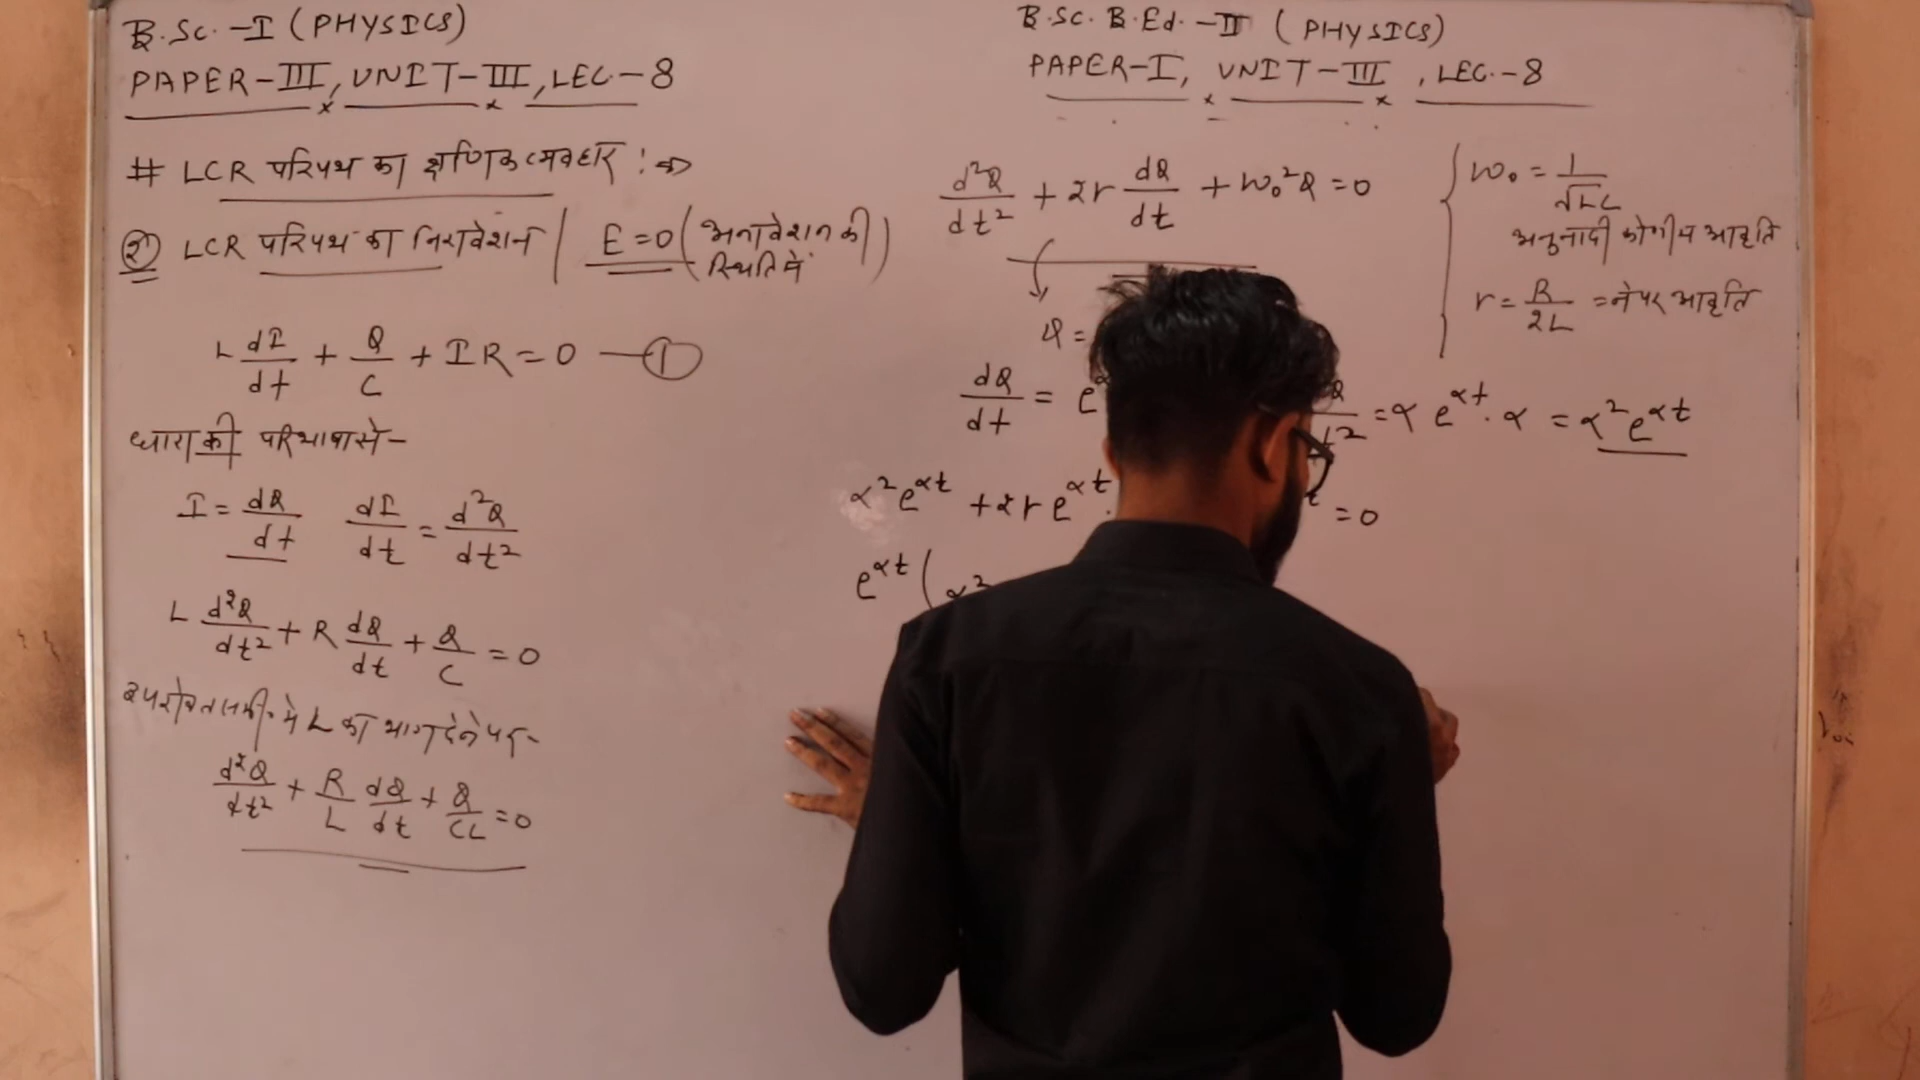 B.Sc.-I (PHYSICS)
PAPER-III, UNIT-III, LEC.-8
# LCR परिपथ का क्षणिक व्यवहार :⇒
(2) LCR परिपथ का निरावेशन / E=0 (अनावेशन की स्थिति में)
L dI/dt + Q/C + IR = 0 —①
धारा की परिभाषा से -
I = dQ/dt dI/dt = d²Q/dt²
L d²Q/dt² + R dQ/dt + Q/C = 0
उपरोक्त समी. में L का भाग देने पर -
d²Q/dt² + R/L dQ/dt + Q/CL = 0
B.Sc. B.Ed.-II (PHYSICS)
PAPER-I, UNIT-III, LEC.-8
d²Q/dt² + 2r dQ/dt + ω₀²Q = 0
ω₀ = 1/√LC
अनुनादी कोणीय आवृति
r = R/2L = नेपर आवृति
Q =
dQ/dt = e
= α e^αt . α = α²e^αt
α²e^αt + 2r e^αt .
= 0
e^αt ( α²